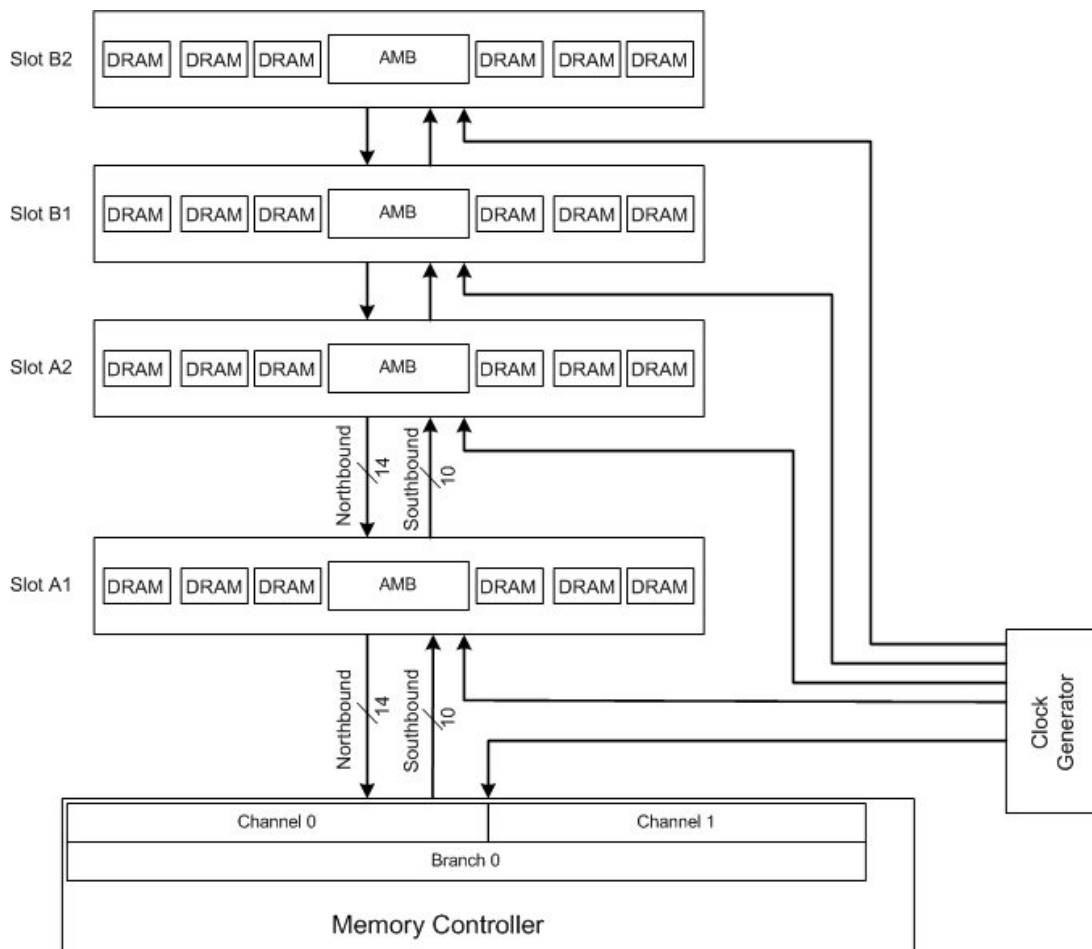 Slot B2
DRAM DRAM DRAM AMB DRAM DRAM DRAM
Slot B1
DRAM DRAM DRAM AMB DRAM DRAM DRAM
Slot A2
DRAM DRAM DRAM AMB DRAM DRAM DRAM
Northbound
14
Southbound
10
Slot A1
DRAM DRAM DRAM AMB DRAM DRAM DRAM
Northbound
14
Southbound
10
Clock
Generator
Channel 0
Channel 1
Branch 0
Memory Controller